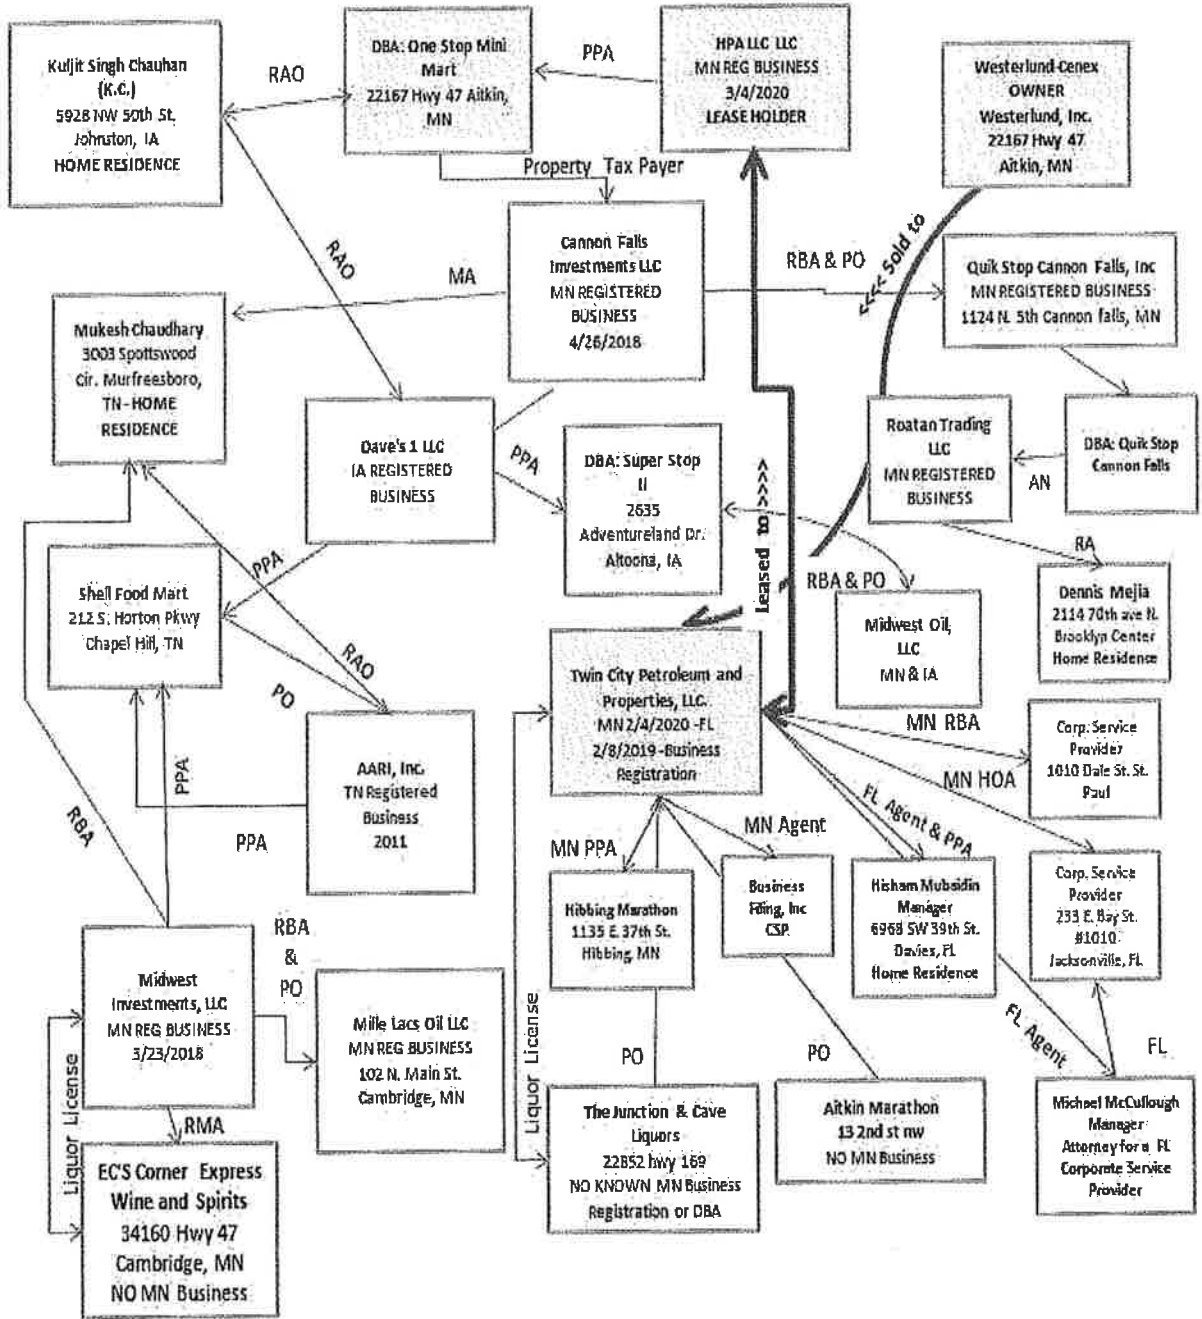 Kuljit Singh Chauhan
(K.C.)
5928 NW 50th St.
Johnston, IA
HOME RESIDENCE
RAO
DBA: One Stop Mini
Mart
22167 Hwy 47 Aitkin,
MN
PPA
HPA LLC LLC
MN REG BUSINESS
3/4/2020
LEASE HOLDER
Westerlund Cenex
OWNER
Westerlund, Inc.
22167 Hwy 47
Aitkin, MN
Property Tax Payer
RAO
MA
Cannon Falls
Investments LLC
MN REGISTERED
BUSINESS
4/26/2018
RBA & PO
<<<< Sold to
Quik Stop Cannon Falls, Inc
MN REGISTERED BUSINESS
1124 N. 5th Cannon falls, MN
Mukesh Chaudhary
3003 Spottswood
Cir. Murfreesboro,
TN - HOME
RESIDENCE
Dave's 1 LLC
IA REGISTERED
BUSINESS
PPA
DBA: Super Stop
II
2635
Adventureland Dr.
Altoona, IA
Leased to >>>>>
Roatan Trading
LLC
MN REGISTERED
BUSINESS
AN
DBA: Quik Stop
Cannon Falls
RA
Shell Food Mart
212 S. Horton Pkwy
Chapel Hill, TN
PPA
RAO
PO
RBA & PO
Midwest Oil,
LLC
MN & IA
Dennis Mejia
2114 70th ave N.
Brooklyn Center
Home Residence
Twin City Petroleum and
Properties, LLC.
MN 2/4/2020 -FL
2/8/2019 -Business
Registration
MN RBA
Corp. Service
Provider
1010 Dale St. St.
Paul
MN HOA
PPA
AARI, Inc.
TN Registered
Business
2011
PPA
RBA
MN PPA
MN Agent
FL Agent & PPA
Hibbing Marathon
1135 E. 37th St.
Hibbing, MN
Business
Filing, Inc
CSP.
Hisham Mubaidin
Manager
6968 SW 39th St.
Davies, FL
Home Residence
Corp. Service
Provider
233 E. Bay St.
#1010
Jacksonville, FL
RBA
&
PO
Midwest
Investments, LLC
MN REG BUSINESS
3/23/2018
Mille Lacs Oil LLC
MN REG BUSINESS
102 N. Main St.
Cambridge, MN
Liquor License
PO
PO
FL Agent
FL
Liquor License
RMA
EC'S Corner Express
Wine and Spirits
34160 Hwy 47
Cambridge, MN
NO MN Business
The Junction & Cave
Liquors
22852 hwy 169
NO KNOWN MN Business
Registration or DBA
Aitkin Marathon
13 2nd st nw
NO MN Business
Michael McCullough
Manager
Attorney for a FL
Corporate Service
Provider